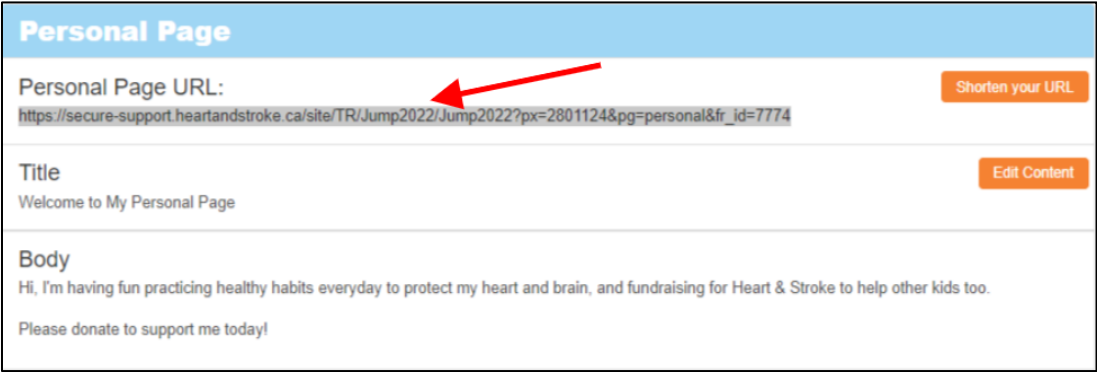 Personal Page
Personal Page URL:
Shorten your URL
https://secure-support.heartandstroke.ca/site/TR/Jump2022/Jump2022?px=2801124&pg=personal&fr_id=7774
Title
Edit Content
Welcome to My Personal Page
Body
Hi, I'm having fun practicing healthy habits everyday to protect my heart and brain, and fundraising for Heart & Stroke to help other kids too.
Please donate to support me today!